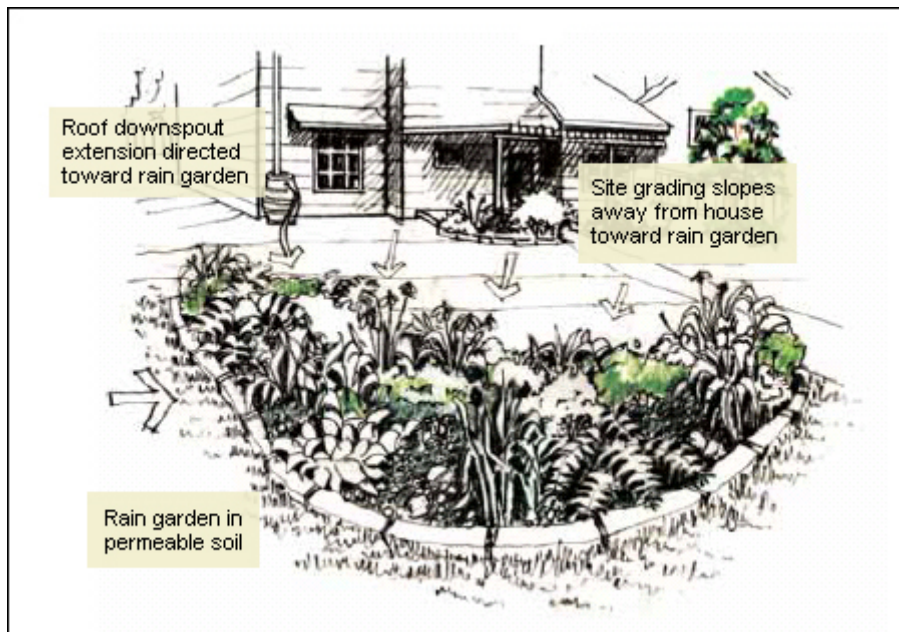 Roof downspout
extension directed
toward rain garden
Site grading slopes
away from house
toward rain garden
Rain garden in
permeable soil